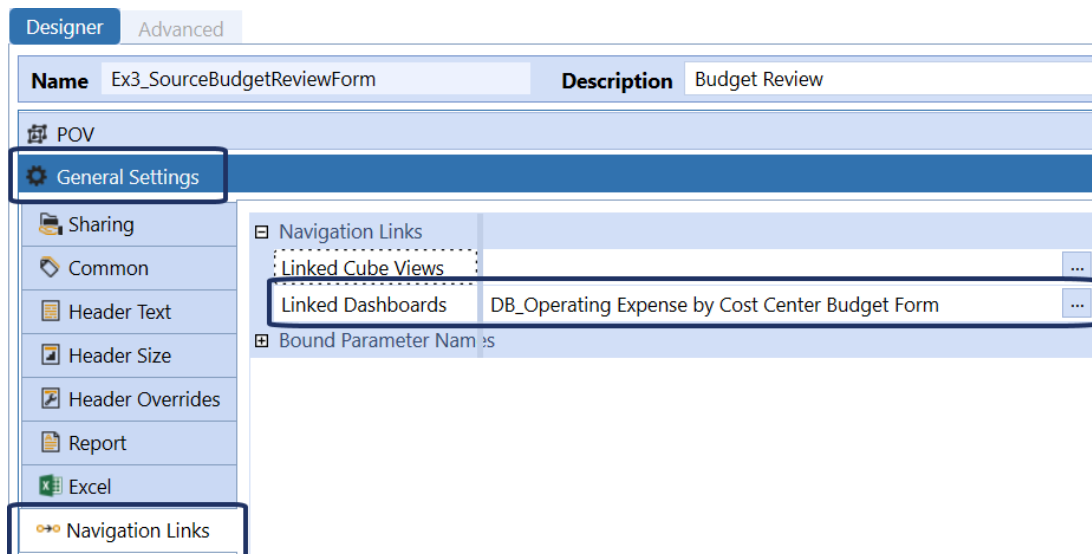 Designer Advanced
Name Ex3_SourceBudgetReviewForm Description Budget Review
POV
General Settings
Sharing
Navigation Links
Common
Linked Cube Views ...
Header Text
Linked Dashboards DB_Operating Expense by Cost Center Budget Form ...
Bound Parameter Names
Header Size
Header Overrides
Report
Excel
Navigation Links